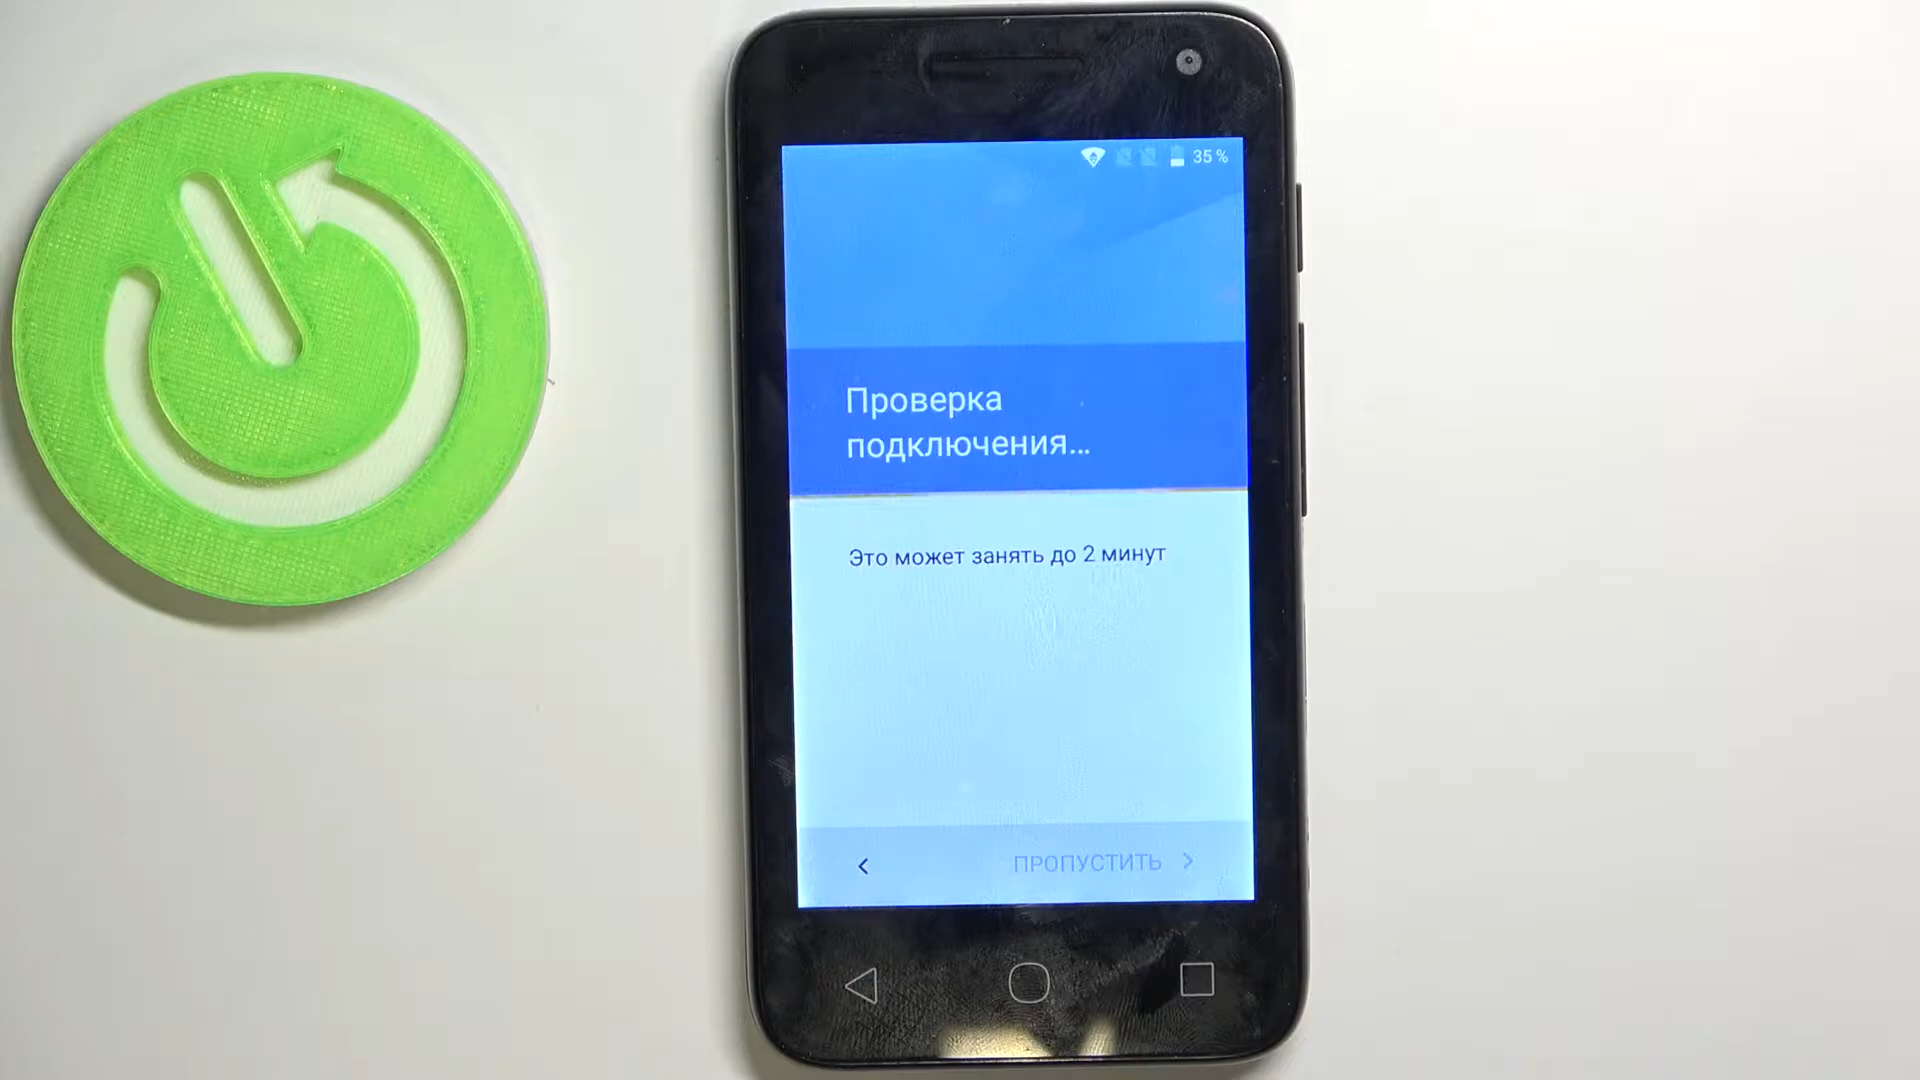 35 %
Проверка
подключения...
Это может занять до 2 минут
ПРОПУСТИТЬ